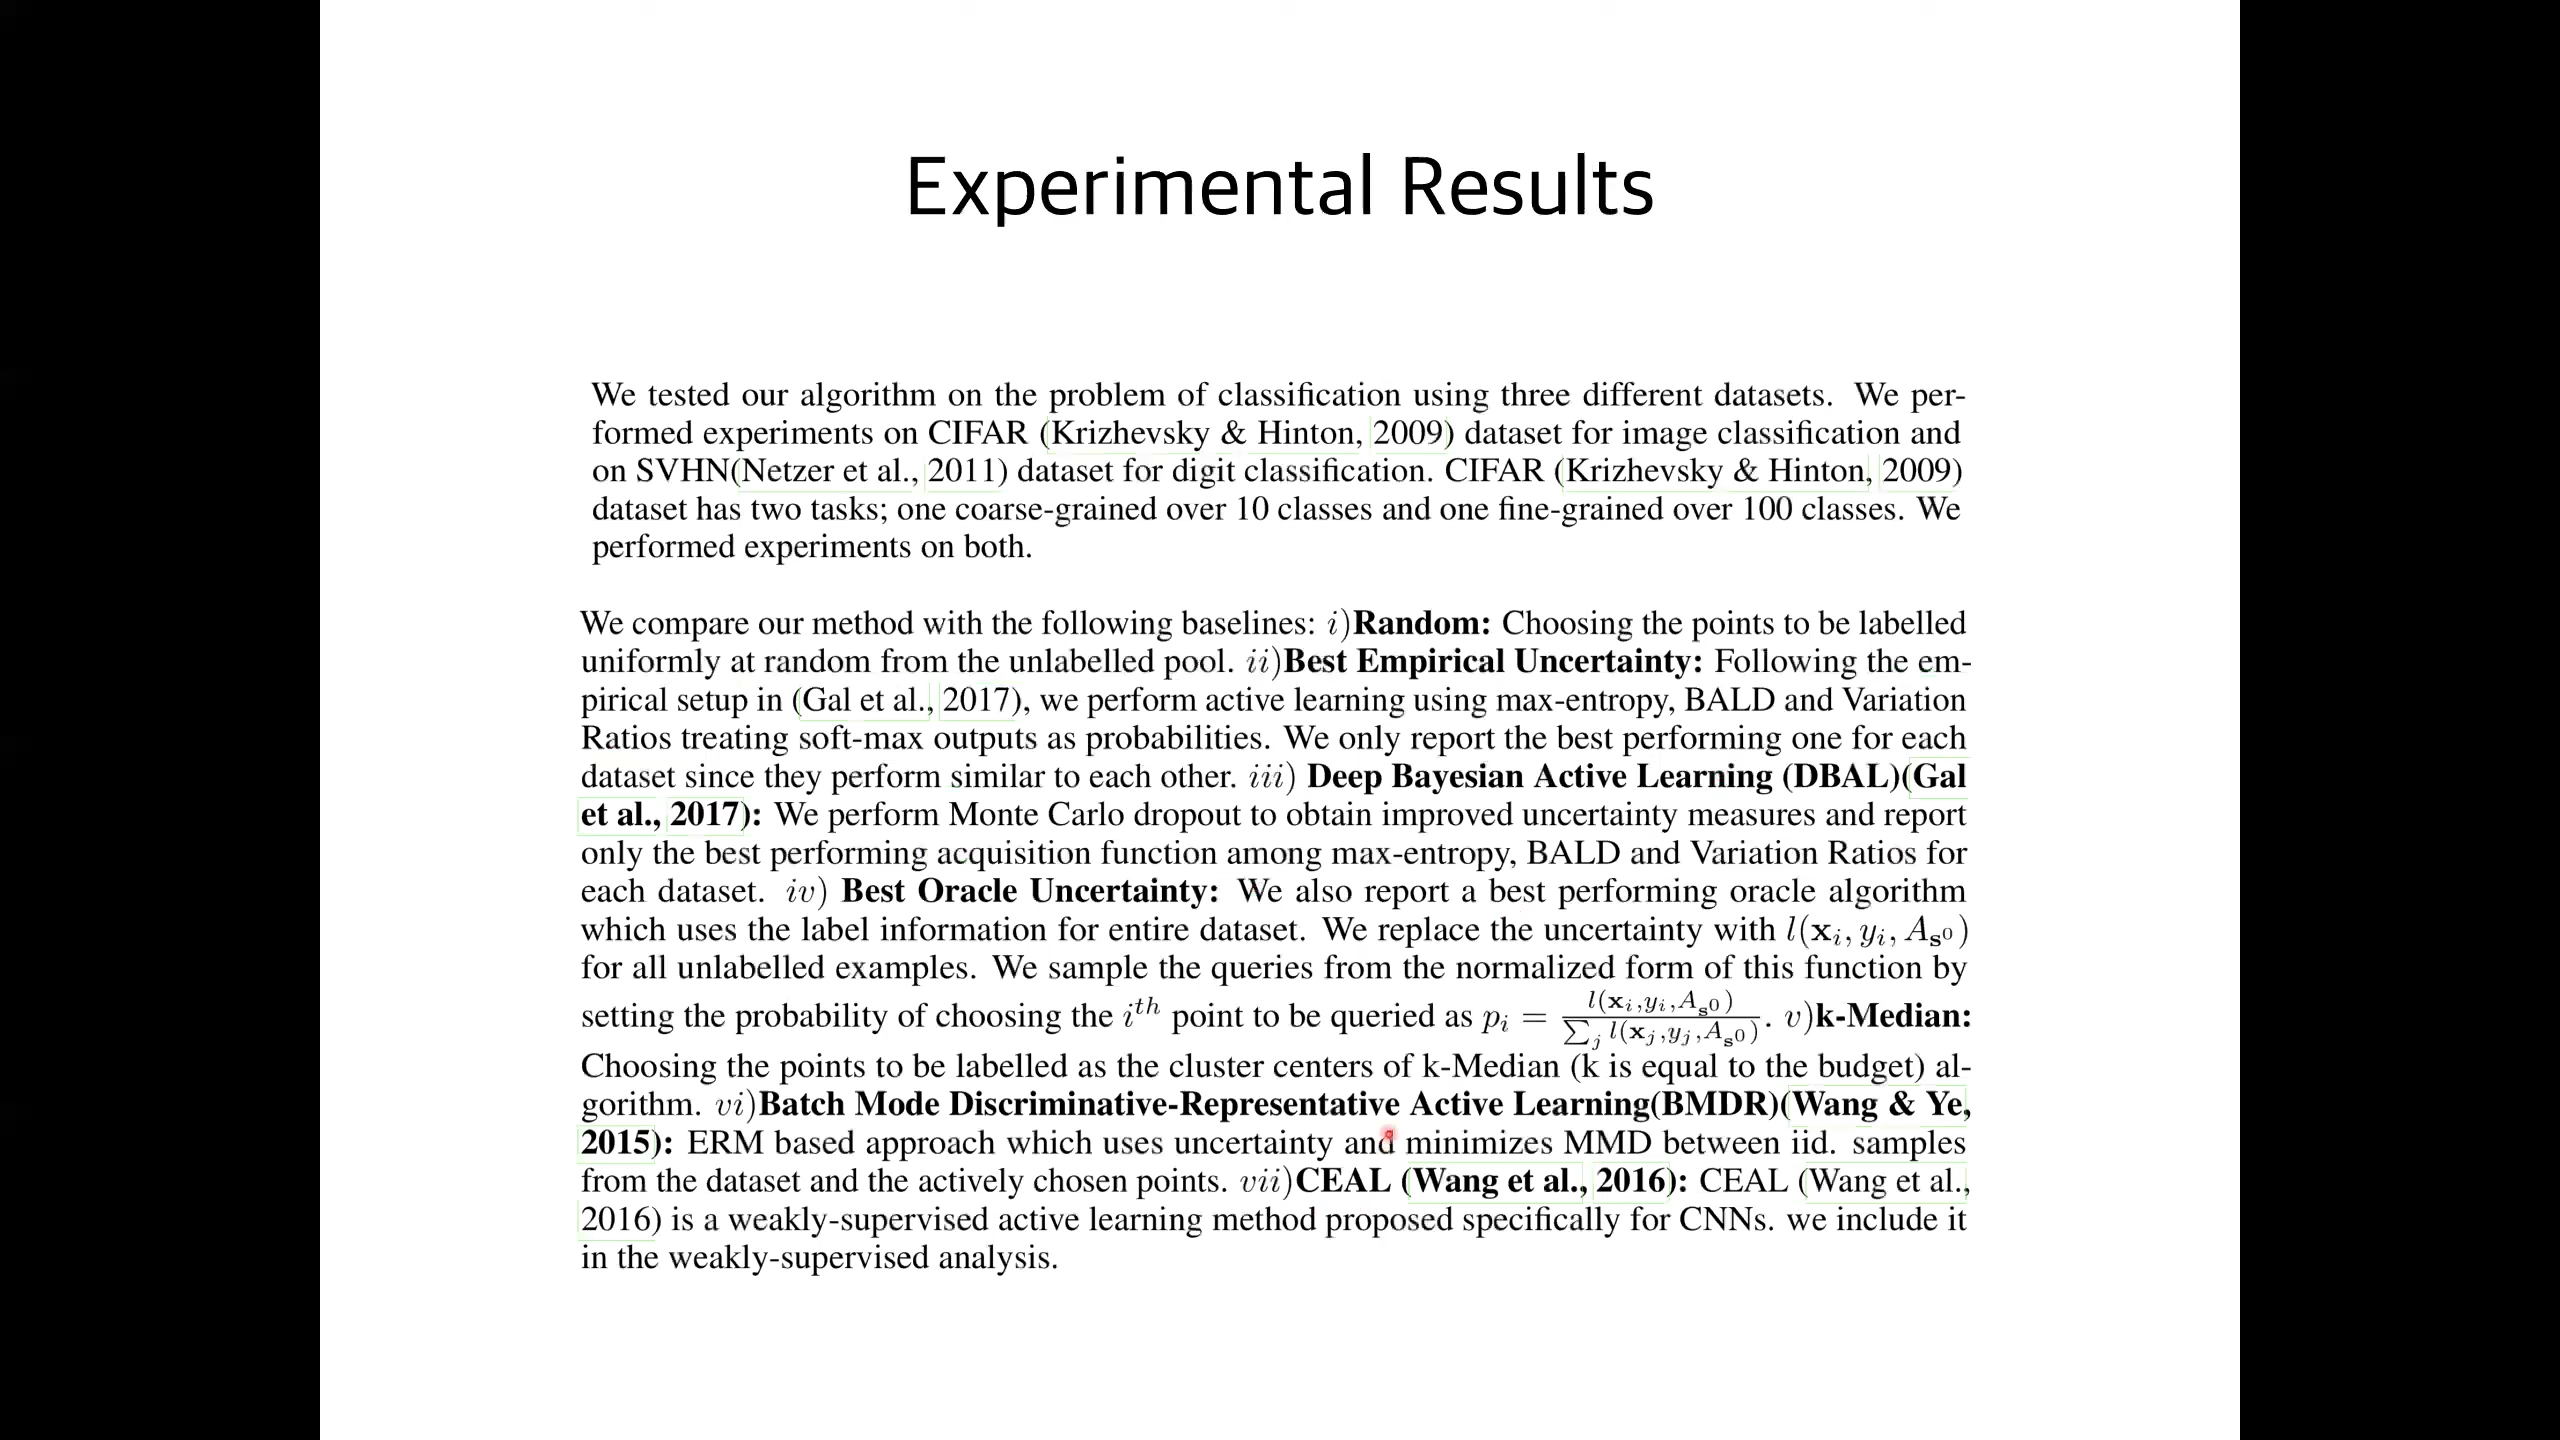 Experimental Results
We tested our algorithm on the problem of classification using three different datasets. We per-
formed experiments on CIFAR (Krizhevsky & Hinton, 2009) dataset for image classification and
on SVHN(Netzer et al., 2011) dataset for digit classification. CIFAR (Krizhevsky & Hinton, 2009)
dataset has two tasks; one coarse-grained over 10 classes and one fine-grained over 100 classes. We
performed experiments on both.
We compare our method with the following baselines: i)Random: Choosing the points to be labelled
uniformly at random from the unlabelled pool. ii)Best Empirical Uncertainty: Following the em-
pirical setup in (Gal et al., 2017), we perform active learning using max-entropy, BALD and Variation
Ratios treating soft-max outputs as probabilities. We only report the best performing one for each
dataset since they perform similar to each other. iii) Deep Bayesian Active Learning (DBAL)(Gal
et al., 2017): We perform Monte Carlo dropout to obtain improved uncertainty measures and report
only the best performing acquisition function among max-entropy, BALD and Variation Ratios for
each dataset. iv) Best Oracle Uncertainty: We also report a best performing oracle algorithm
which uses the label information for entire dataset. We replace the uncertainty with l(x_i, y_i, A_{s^0})
for all unlabelled examples. We sample the queries from the normalized form of this function by
setting the probability of choosing the i^{th} point to be queried as p_i = \frac{l(x_i,y_i,A_{s^0})}{\sum_j l(x_j,y_j,A_{s^0})}. v)k-Median:
Choosing the points to be labelled as the cluster centers of k-Median (k is equal to the budget) al-
gorithm. vi)Batch Mode Discriminative-Representative Active Learning(BMDR)(Wang & Ye,
2015): ERM based approach which uses uncertainty and minimizes MMD between iid. samples
from the dataset and the actively chosen points. vii)CEAL (Wang et al., 2016): CEAL (Wang et al.,
2016) is a weakly-supervised active learning method proposed specifically for CNNs. we include it
in the weakly-supervised analysis.